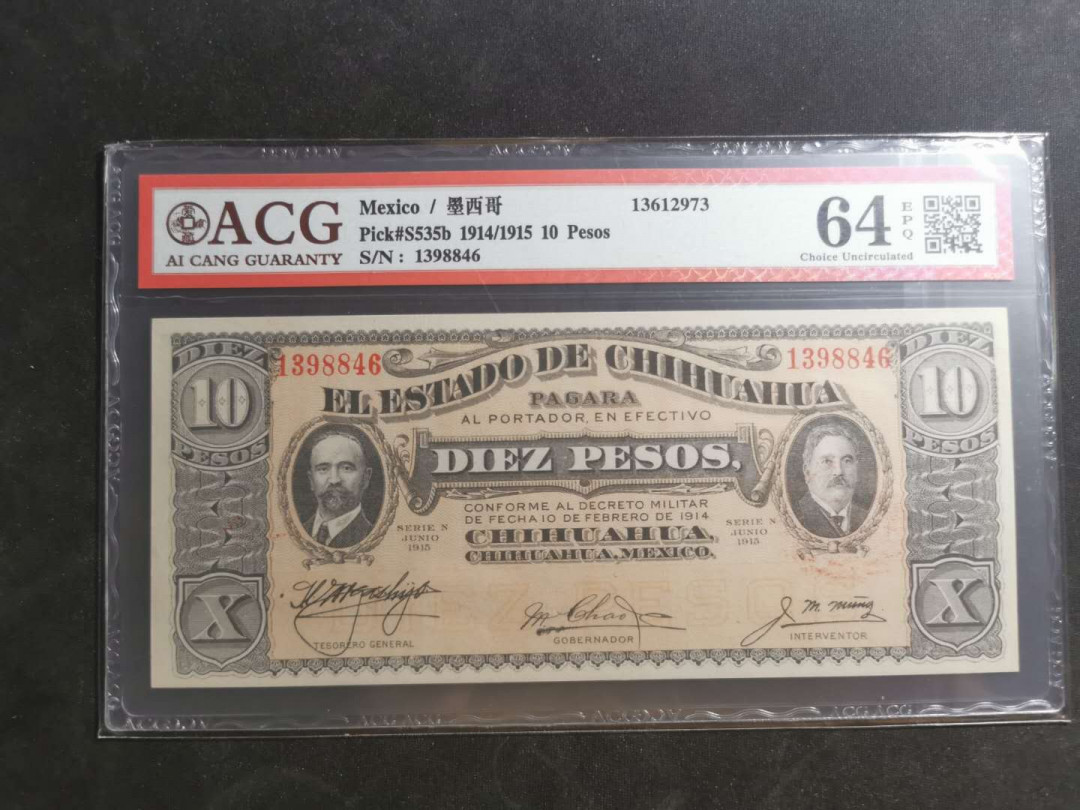 ACG
AI CANG GUARANTY
Mexico / 墨西哥 13612973
Pick#S535b 1914/1915 10 Pesos
S/N : 1398846
64 EPQ
Choice Uncirculated
DIEZ 10 PESOS
1398846
1398846
DIEZ 10 PESOS
EL ESTADO DE CHIHUAHUA
PAGARA
AL PORTADOR, EN EFECTIVO
DIEZ PESOS,
CONFORME AL DECRETO MILITAR
DE FECHA 10 DE FEBRERO DE 1914
CHIHUAHUA,
CHIHUAHUA, MEXICO.
SERIE N
JUNIO
1915
SERIE N
JUNIO
1915
X
X
M Chao
J. M. Muñoz
TESORERO GENERAL
GOBERNADOR
INTERVENTOR